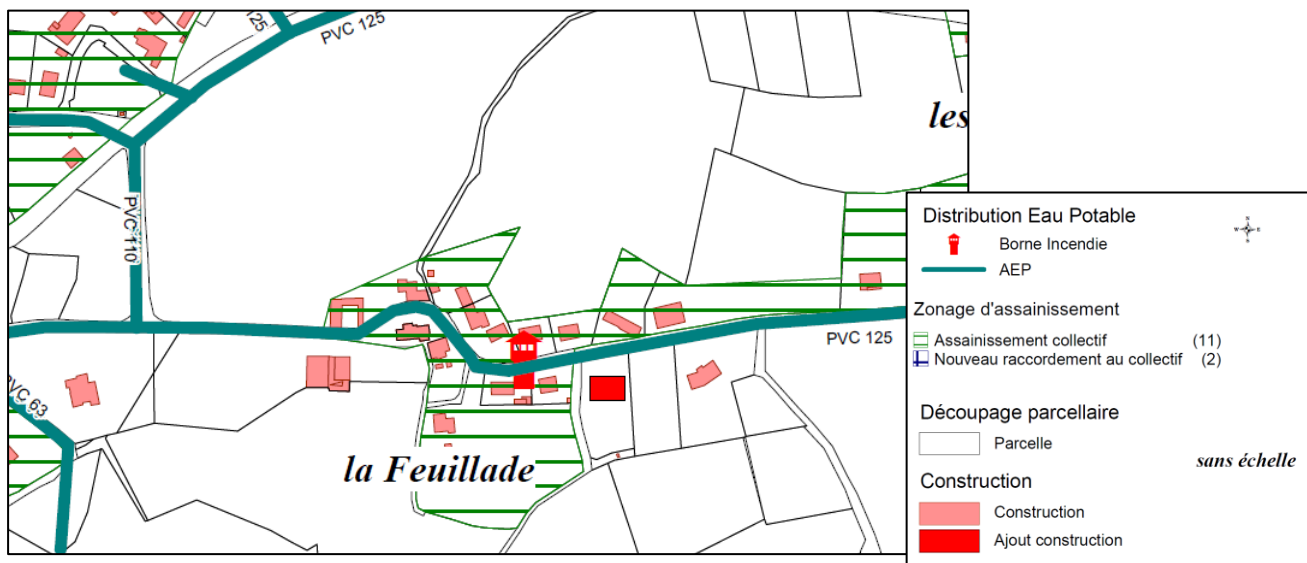 125
PVC 125
les
PVC 110
PVC 125
PVC 63
la Feuillade
Distribution Eau Potable
N
W E
S
Borne Incendie
AEP
Zonage d'assainissement
Assainissement collectif (11)
Nouveau raccordement au collectif (2)
Découpage parcellaire
Parcelle
sans échelle
Construction
Construction
Ajout construction